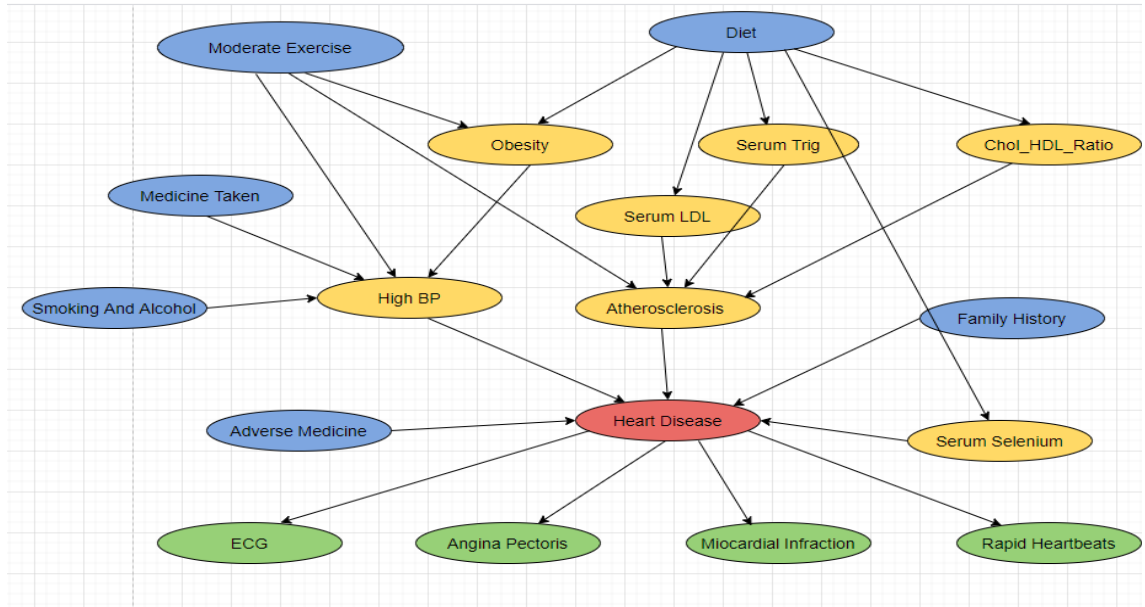 Moderate Exercise
Diet
Obesity
Serum Trig
Chol_HDL_Ratio
Medicine Taken
Serum LDL
High BP
Smoking And Alcohol
Atherosclerosis
Family History
Heart Disease
Adverse Medicine
Serum Selenium
ECG
Angina Pectoris
Miocardial Infraction
Rapid Heartbeats